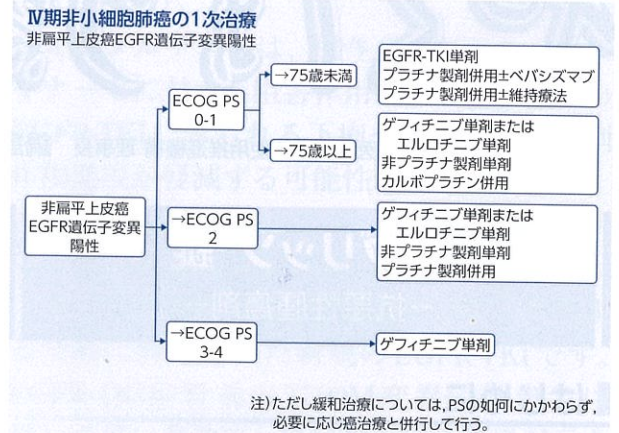 Ⅳ期非小細胞肺癌の1次治療
非扁平上皮癌EGFR遺伝子変異陽性
→75歳未満
EGFR-TKI単剤
プラチナ製剤併用±ベバシズマブ
プラチナ製剤併用±維持療法
ECOG PS
0-1
→75歳以上
ゲフィチニブ単剤または
エルロチニブ単剤
非プラチナ製剤単剤
カルボプラチン併用
非扁平上皮癌
EGFR遺伝子変異
陽性
→ECOG PS
2
ゲフィチニブ単剤または
エルロチニブ単剤
非プラチナ製剤単剤
プラチナ製剤併用
→ECOG PS
3-4
ゲフィチニブ単剤
注)ただし緩和治療については,PSの如何にかかわらず,
必要に応じ癌治療と併行して行う。